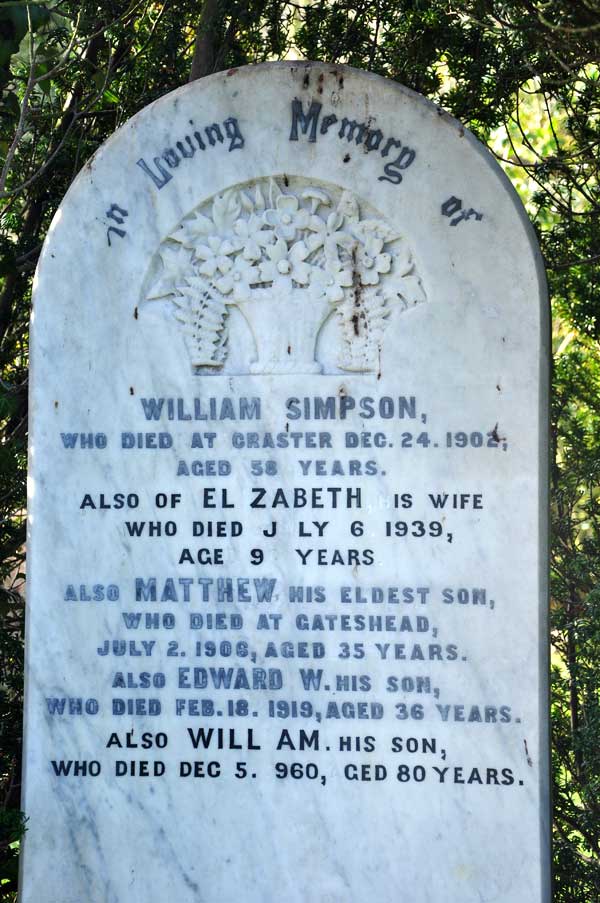 in Loving Memory of
WILLIAM SIMPSON,
WHO DIED AT CRASTER DEC. 24. 1902,
AGED 58 YEARS.
ALSO OF EL ZABETH, HIS WIFE
WHO DIED J LY 6 1939,
AGE 9 YEARS
ALSO MATTHEW, HIS ELDEST SON,
WHO DIED AT GATESHEAD,
JULY 2. 1906, AGED 35 YEARS.
ALSO EDWARD W. HIS SON,
WHO DIED FEB. 18. 1919, AGED 36 YEARS.
ALSO WILL AM. HIS SON,
WHO DIED DEC 5. 960, GED 80 YEARS.